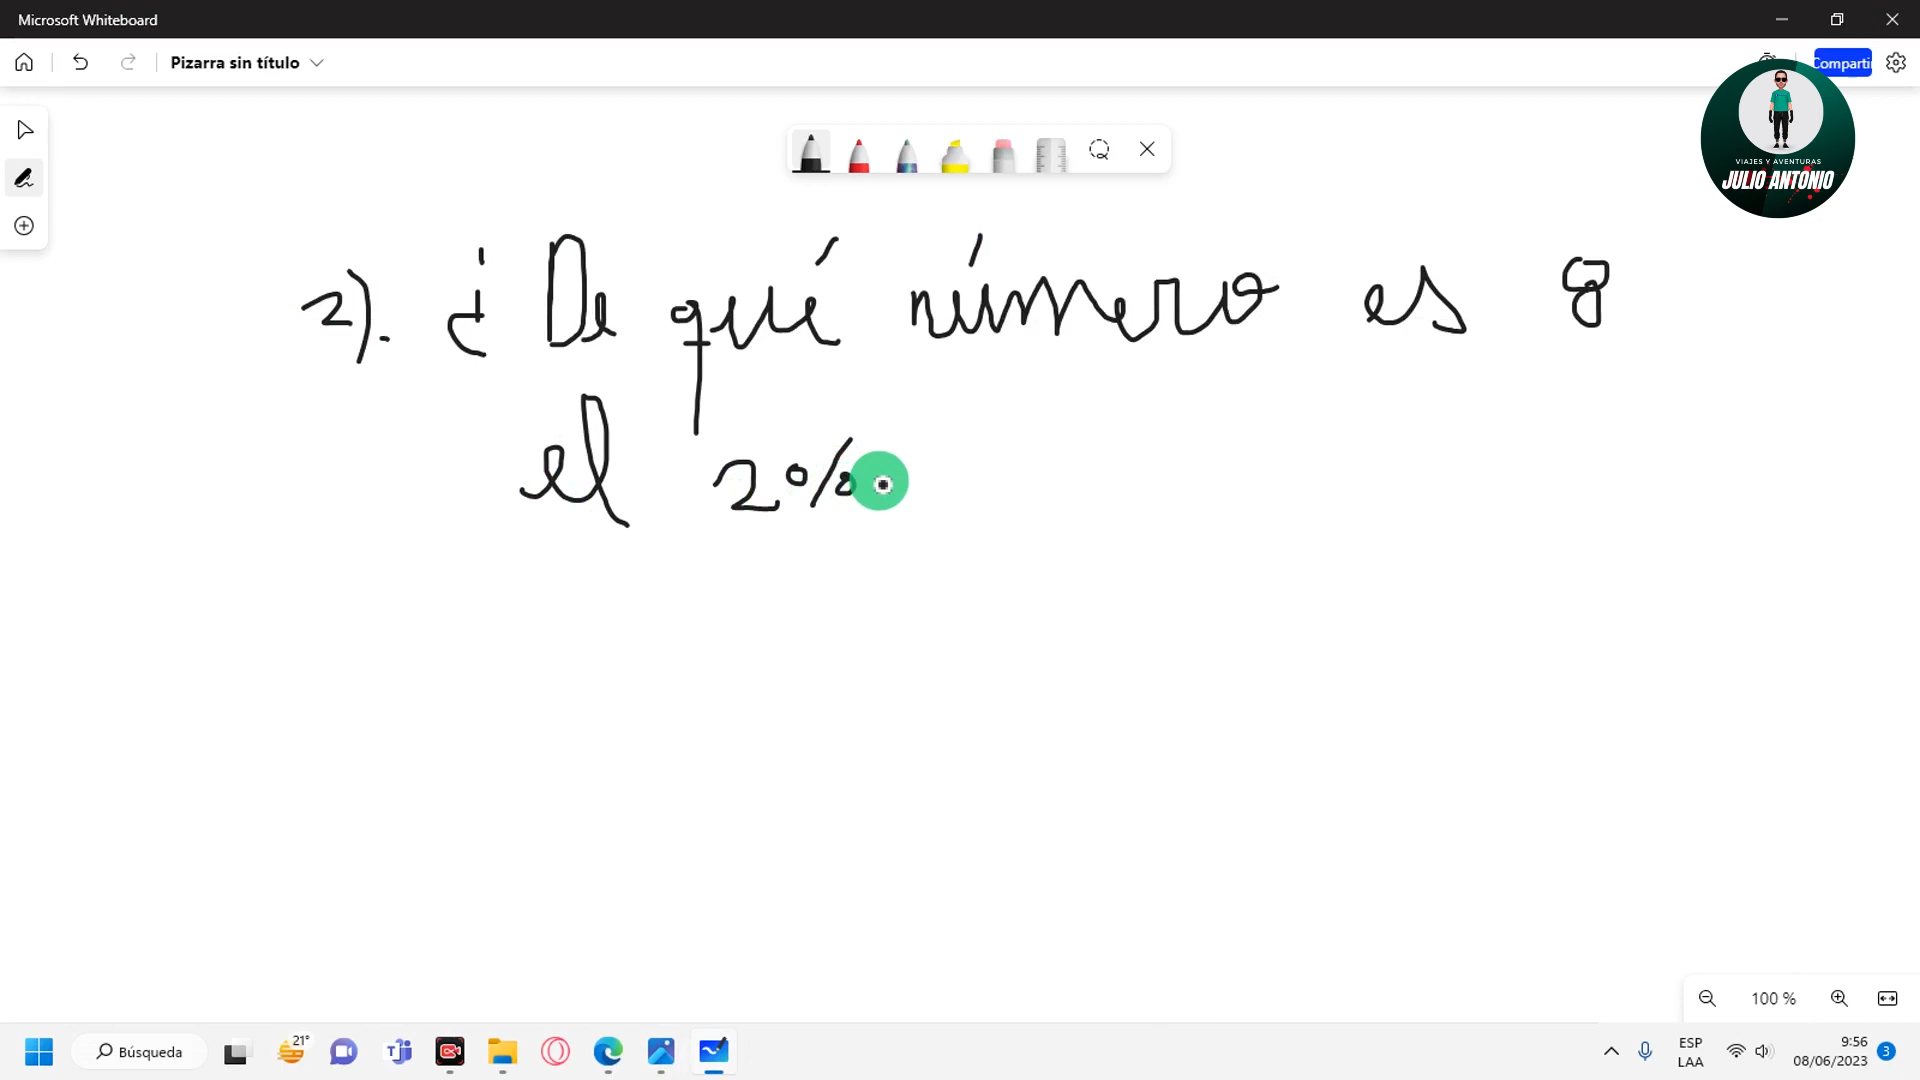 Microsoft Whiteboard
Pizarra sin título
Comparti
VIAJES Y AVENTURAS
JULIO ANTONIO
2). ¿ De qué número es 8
el 2%
100 %
21°
Búsqueda
ESP
LAA
9:56
08/06/2023
3